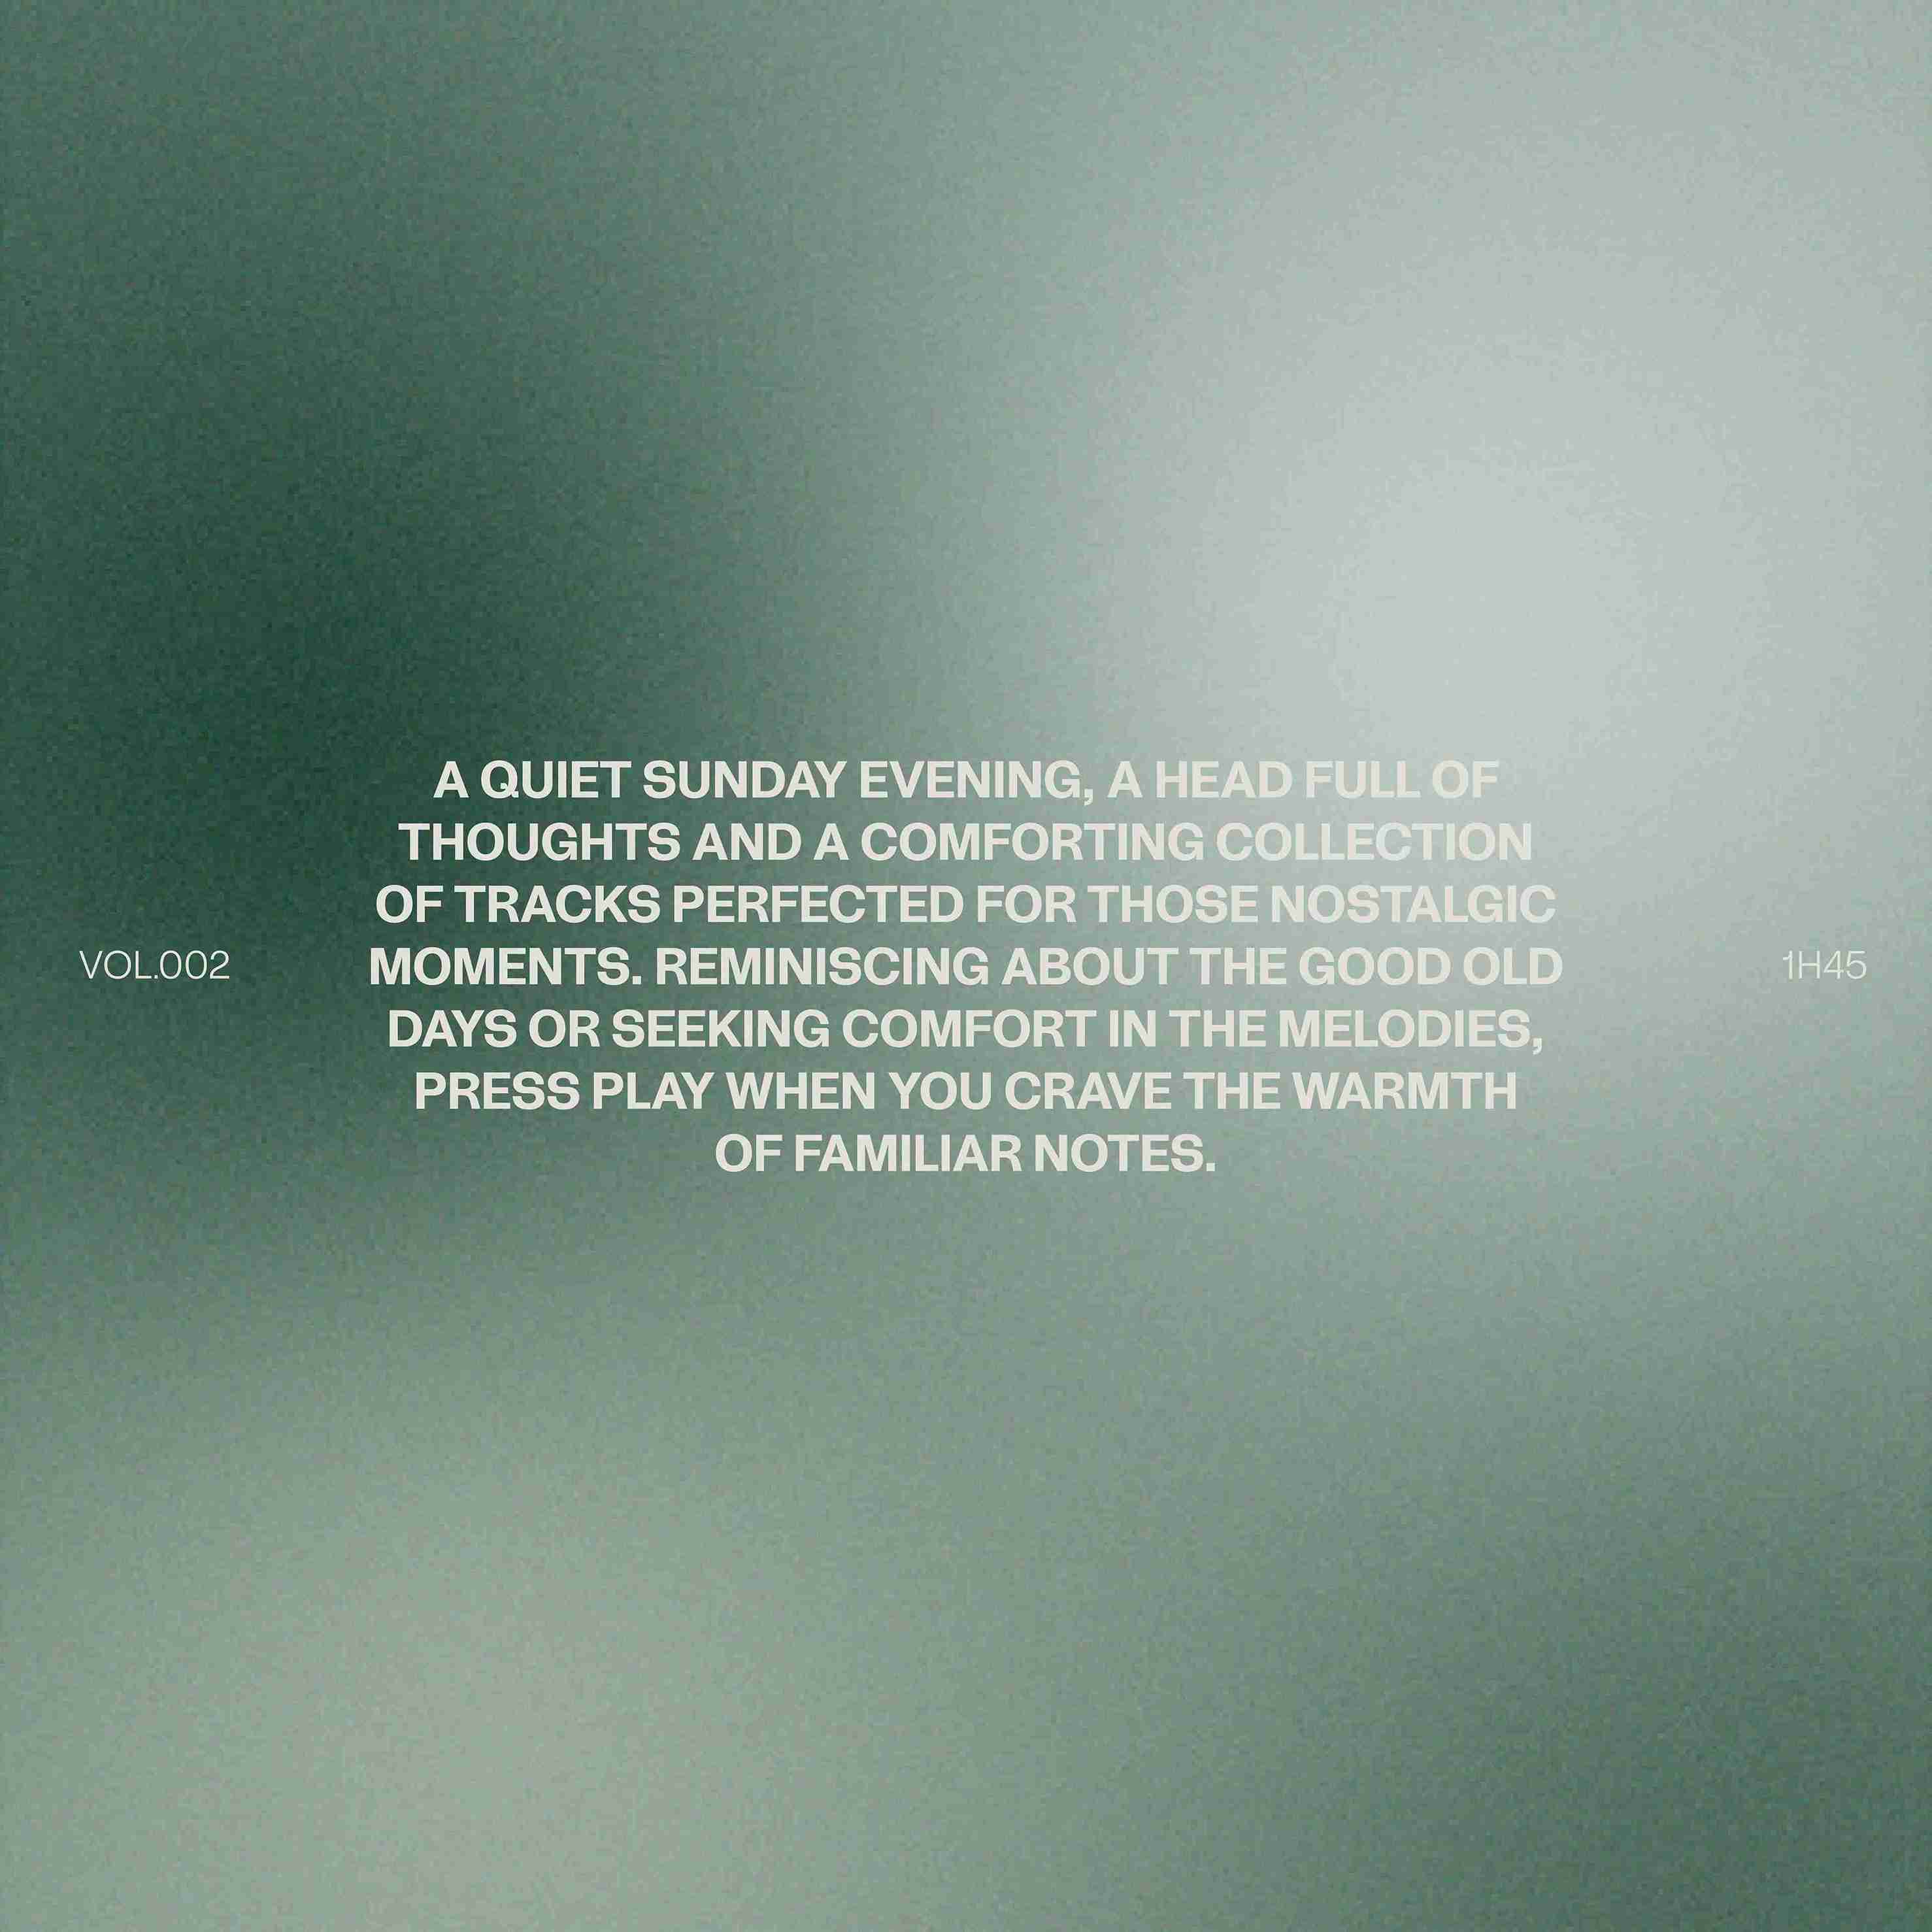 A QUIET SUNDAY EVENING, A HEAD FULL OF
THOUGHTS AND A COMFORTING COLLECTION
OF TRACKS PERFECTED FOR THOSE NOSTALGIC
VOL.002
MOMENTS. REMINISCING ABOUT THE GOOD OLD
1H45
DAYS OR SEEKING COMFORT IN THE MELODIES,
PRESS PLAY WHEN YOU CRAVE THE WARMTH
OF FAMILIAR NOTES.